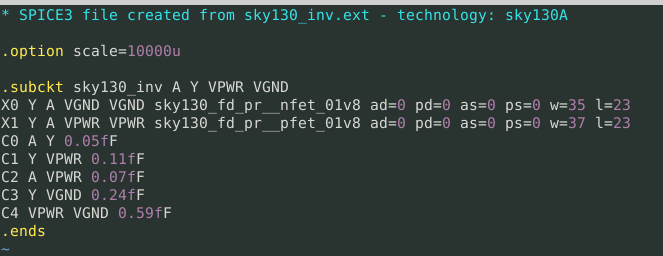 * SPICE3 file created from sky130_inv.ext - technology: sky130A
.option scale=10000u
.subckt sky130_inv A Y VPWR VGND
X0 Y A VGND VGND sky130_fd_pr__nfet_01v8 ad=0 pd=0 as=0 ps=0 w=35 l=23
X1 Y A VPWR VPWR sky130_fd_pr__pfet_01v8 ad=0 pd=0 as=0 ps=0 w=37 l=23
C0 A Y 0.05fF
C1 Y VPWR 0.11fF
C2 A VPWR 0.07fF
C3 Y VGND 0.24fF
C4 VPWR VGND 0.59fF
.ends
~